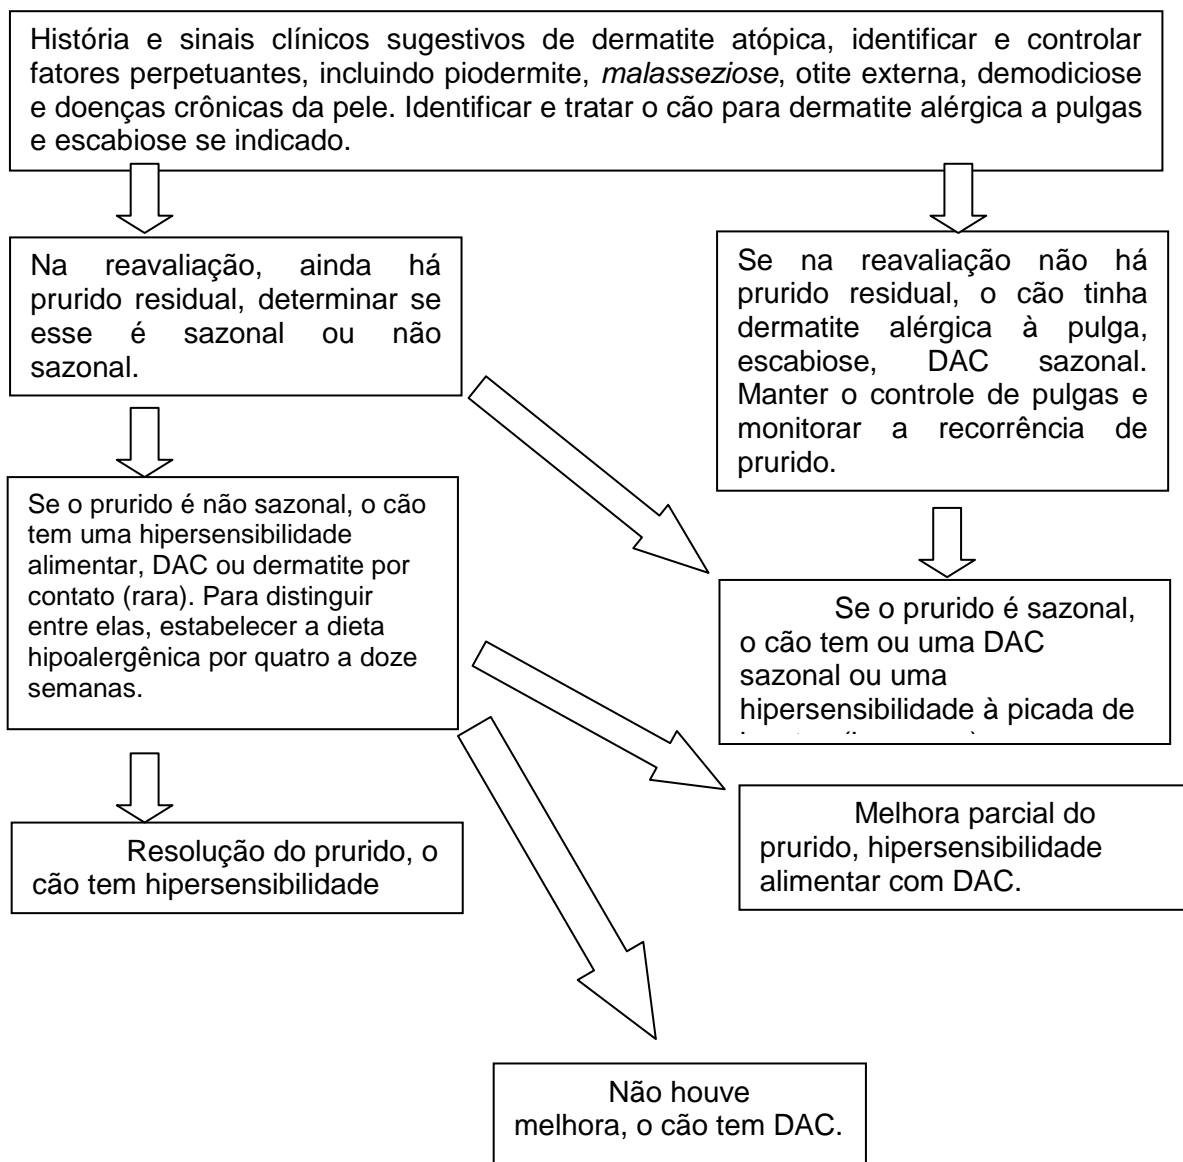 História e sinais clínicos sugestivos de dermatite atópica, identificar e controlar
fatores perpetuantes, incluindo piodermite, malasseziose, otite externa, demodiciose
e doenças crônicas da pele. Identificar e tratar o cão para dermatite alérgica a pulgas
e escabiose se indicado.
Na reavaliação, ainda há
prurido residual, determinar se
esse é sazonal ou não
sazonal.
Se na reavaliação não há
prurido residual, o cão tinha
dermatite alérgica à pulga,
escabiose, DAC sazonal.
Manter o controle de pulgas e
monitorar a recorrência de
prurido.
Se o prurido é não sazonal, o cão
tem uma hipersensibilidade
alimentar, DAC ou dermatite por
contato (rara). Para distinguir
entre elas, estabelecer a dieta
hipoalergênica por quatro a doze
semanas.
Se o prurido é sazonal,
o cão tem ou uma DAC
sazonal ou uma
hipersensibilidade à picada de
Resolução do prurido, o
cão tem hipersensibilidade
Melhora parcial do
prurido, hipersensibilidade
alimentar com DAC.
Não houve
melhora, o cão tem DAC.